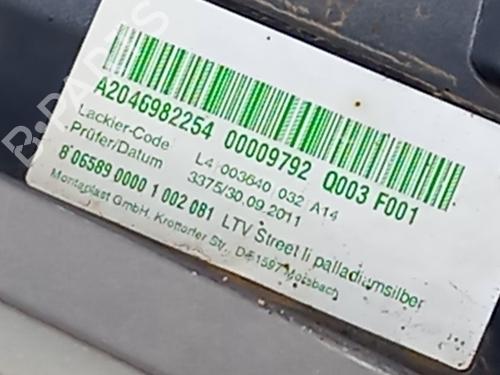 A2046982254 00009792 Q003 F001
Lackier-Code L4 003640 032 A14
Prüfer/Datum 3375/30.09.2011
8 06589 0000 1 002 081 LTV Street li palladiumsilber
Montaplast GmbH, Krottorfer Str., D-51597 Morsbach
B-PARTS